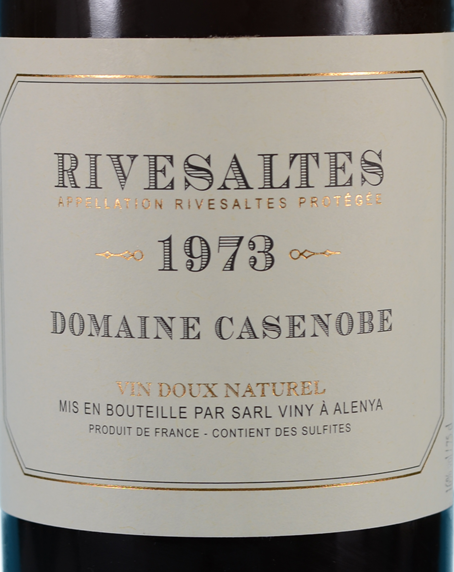 RIVESALTES
APPELLATION RIVESALTES PROTÉGÉE
1973
DOMAINE CASENOBE
VIN DOUX NATUREL
MIS EN BOUTEILLE PAR SARL VINY À ALENYA
PRODUIT DE FRANCE - CONTIENT DES SULFITES